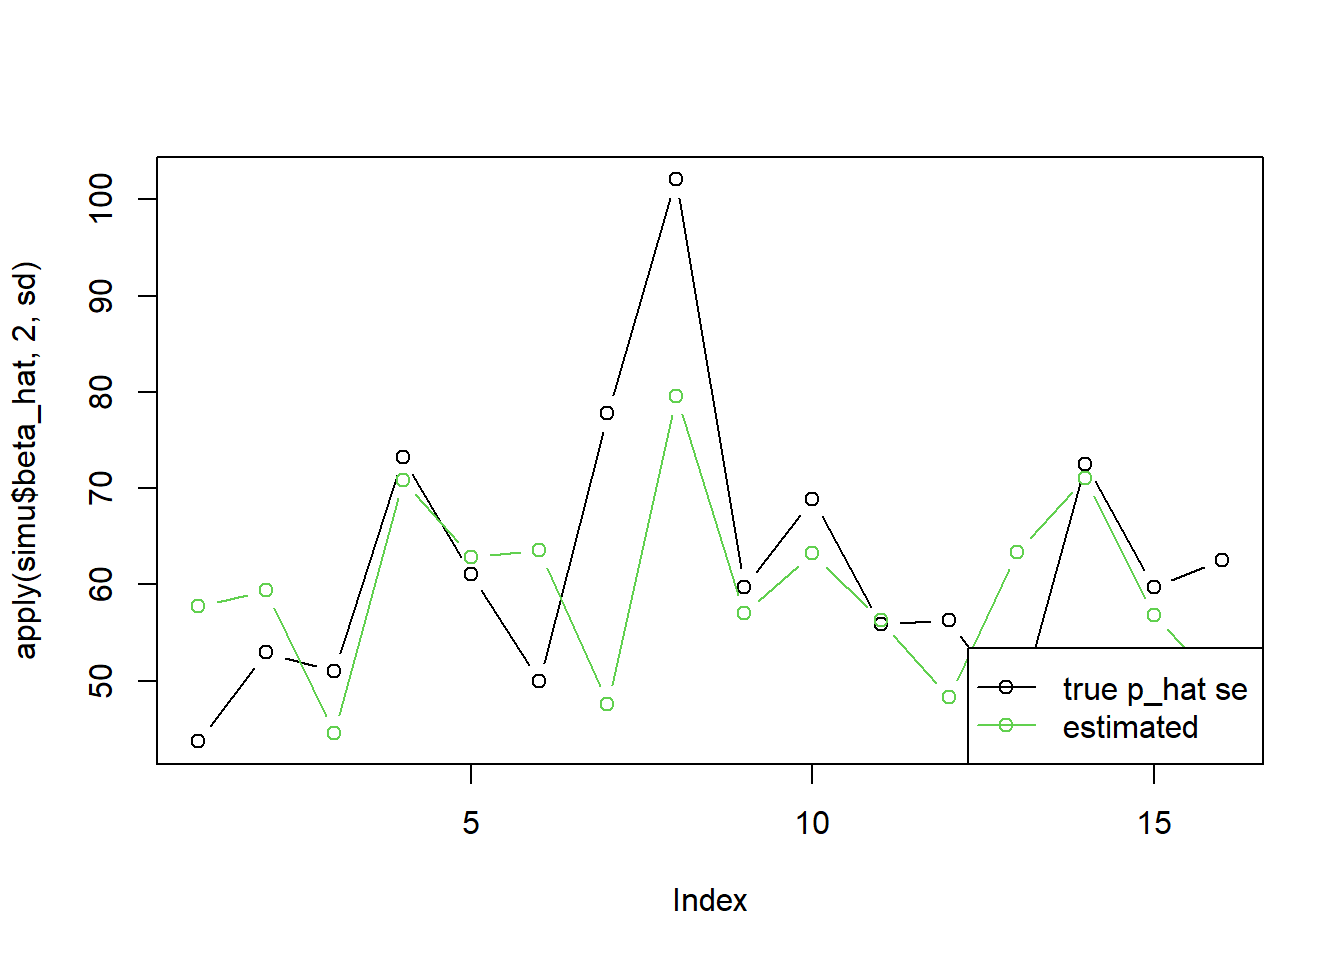 apply(simu$beta_hat, 2, sd)
100
90
80
70
60
50
true p_hat se
estimated
5
10
15
Index